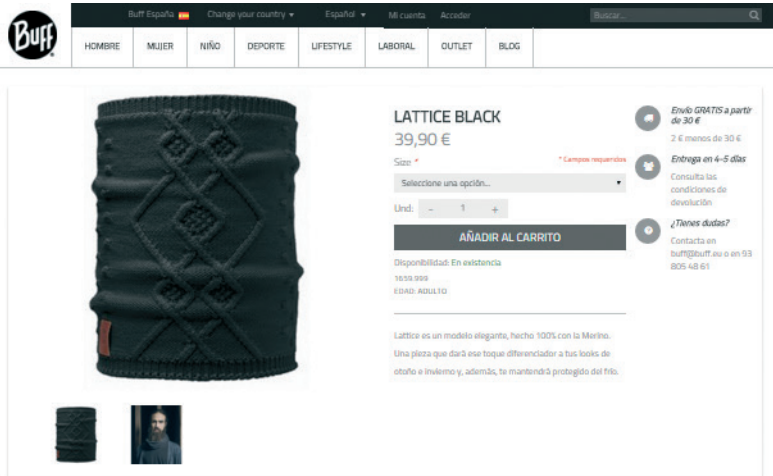 Buff España Change your country Español Mi cuenta Acceder Buscar...
Buff
HOMBRE MUJER NIÑO DEPORTE LIFESTYLE LABORAL OUTLET BLOG
LATTICE BLACK
39,90 €
Size * * Campos requeridos
Seleccione una opción...
Und: - 1 +
AÑADIR AL CARRITO
Disponibilidad: En existencia
1659.999
EDAD: ADULTO
Lattice es un modelo elegante, hecho 100% con la Merino.
Una pieza que dará ese toque diferenciador a tus looks de
otoño e invierno y, además, te mantendrá protegido del frío.
Envío GRATIS a partir
de 30 €
2 € menos de 30 €
Entrega en 4-5 días
Consulta las
condiciones de
devolución
¿Tienes dudas?
Contacta en
buff@buff.eu o en 93
805 48 61